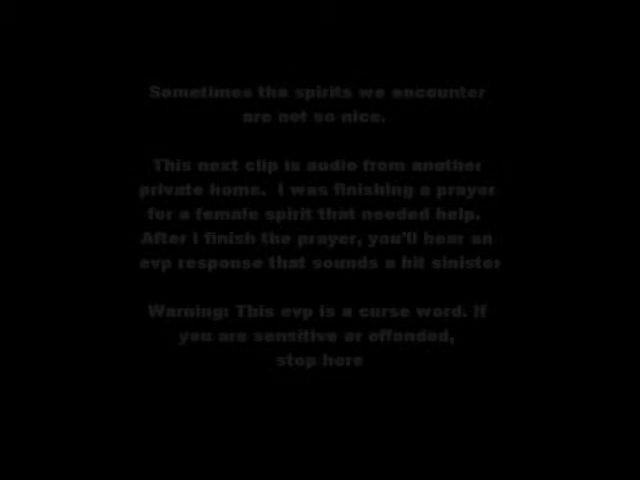 Sometimes the spirits we encounter
are not so nice.
This next clip is audio from another
private home. I was finishing a prayer
for a female spirit that needed help.
After I finish the prayer, you'll hear an
evp response that sounds a bit sinister
Warning: This evp is a curse word. If
you are sensitive or offended,
stop here